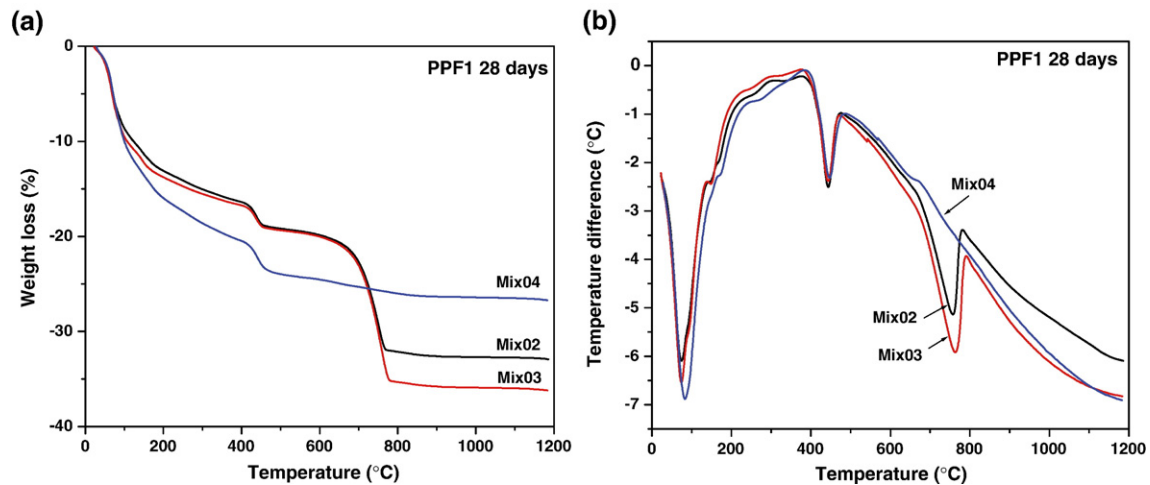 (a)
PPF1 28 days
Weight loss (%)
0
-10
-20
-30
-40
Mix04
Mix02
Mix03
0 200 400 600 800 1000 1200
Temperature (°C)
(b)
PPF1 28 days
Temperature difference (°C)
0
-1
-2
-3
-4
-5
-6
-7
Mix04
Mix02
Mix03
0 200 400 600 800 1000 1200
Temperature (°C)